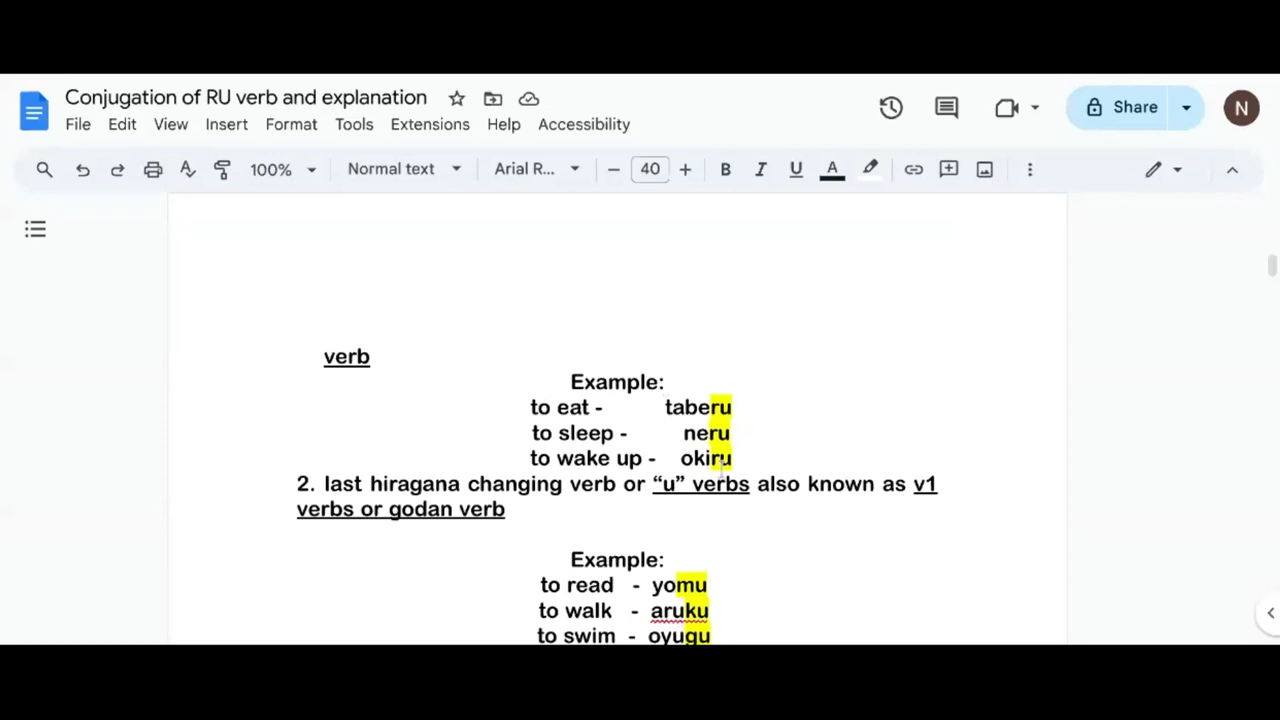 Conjugation of RU verb and explanation
File Edit View Insert Format Tools Extensions Help Accessibility
Share
N
100% Normal text Arial R... 40 B I U A
verb
Example:
to eat - taberu
to sleep - neru
to wake up - okiru
2. last hiragana changing verb or “u” verbs also known as v1
verbs or godan verb
Example:
to read - yomu
to walk - aruku
to swim - oyugu